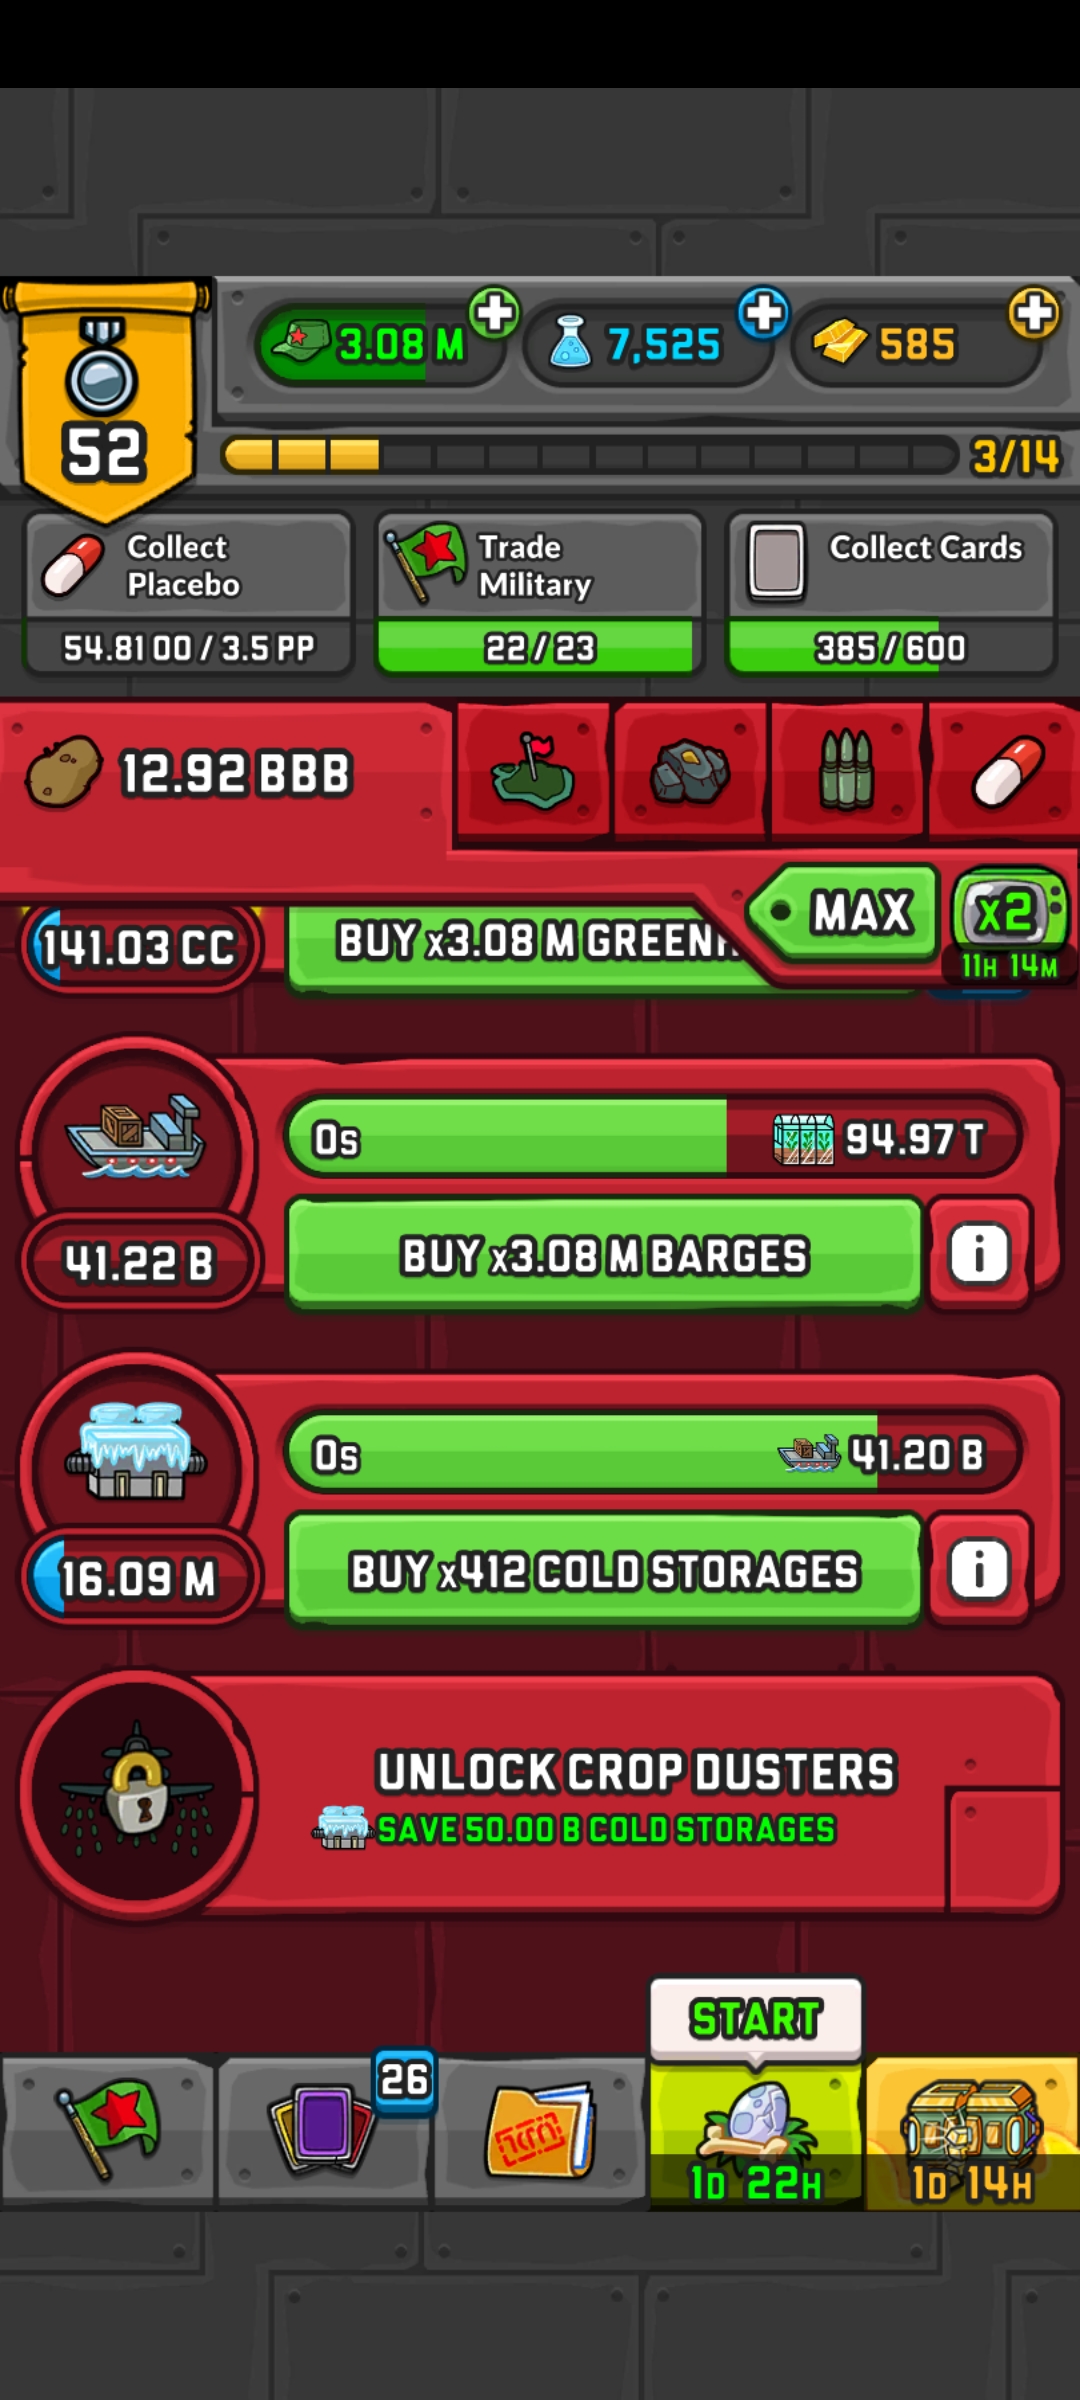 3.08 M
7,525
585
52
3/14
Collect
Placebo
54.81 OO / 3.5 PP
Trade
Military
22 / 23
Collect Cards
385 / 600
12.92 BBB
MAX
x2
11H 14M
141.03 CC
BUY x3.08 M
0s
94.97 T
41.22 B
BUY x3.08 M BARGES
i
0s
41.20 B
16.09 M
BUY x412 COLD STORAGES
i
UNLOCK CROP DUSTERS
SAVE 50.00 B COLD STORAGES
START
26
1D 22H
1D 14H